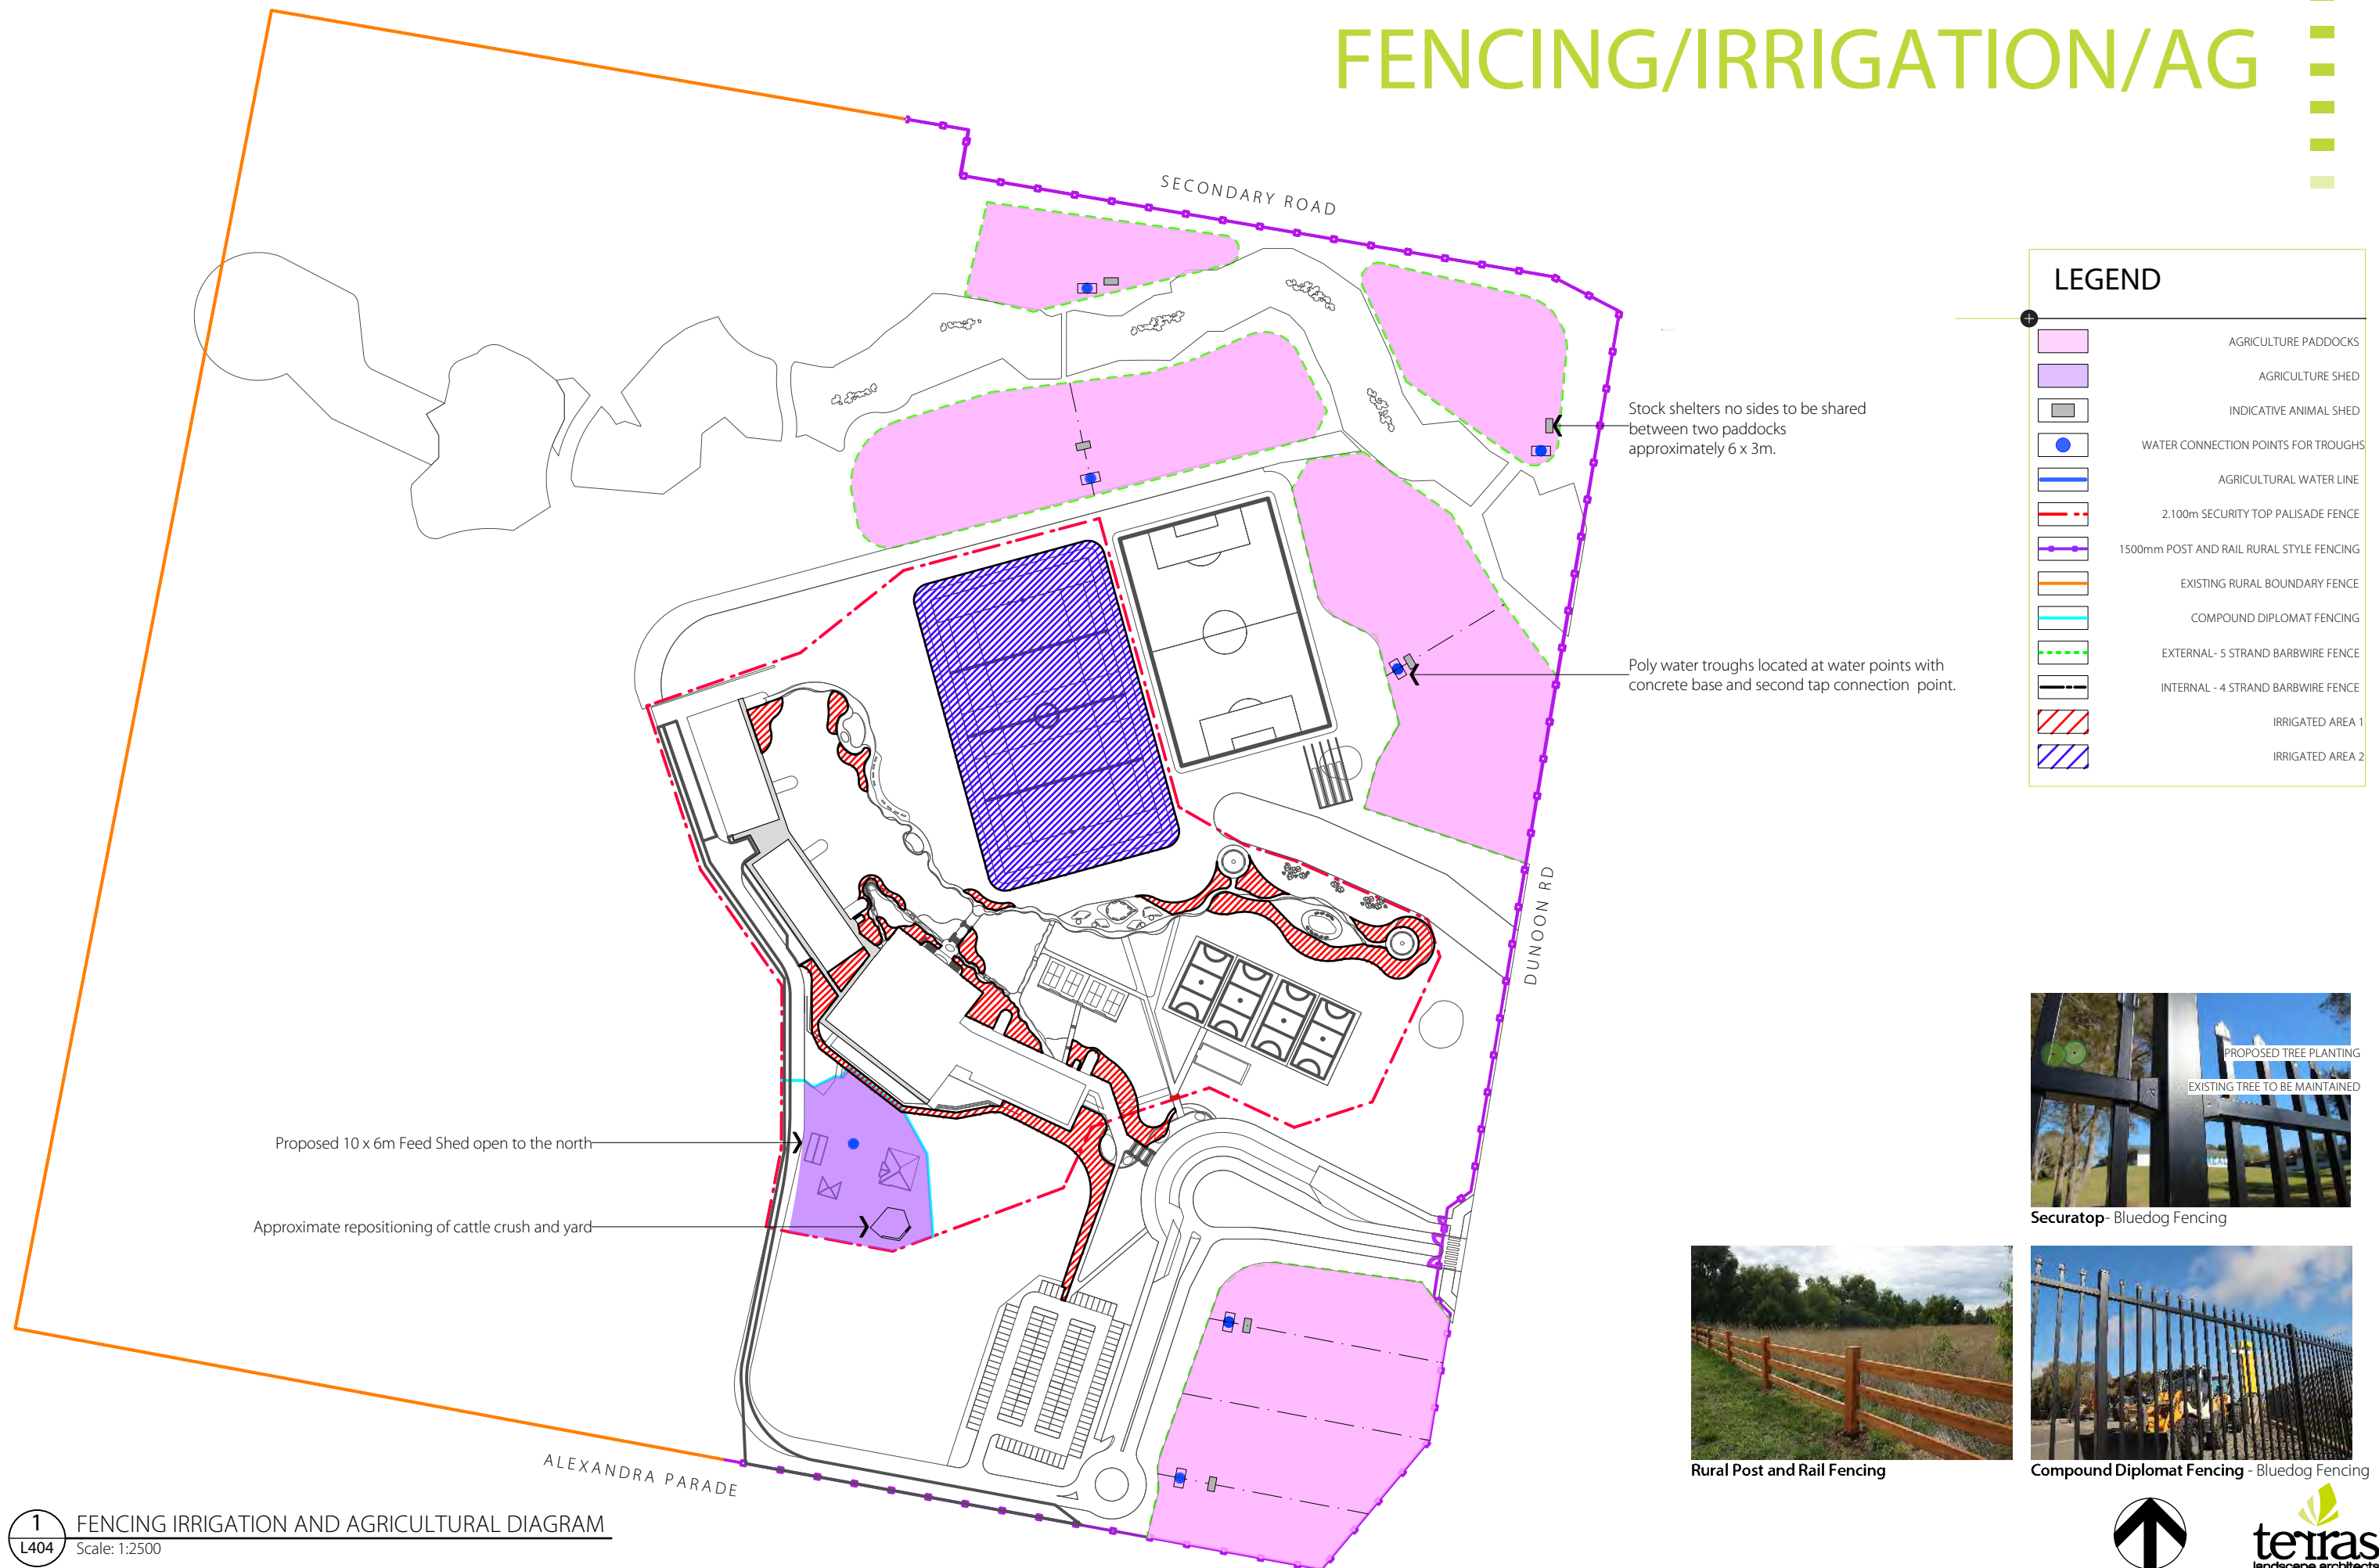 FENCING/IRRIGATION/AG
SECONDARY ROAD
LEGEND
AGRICULTURE PADDOCKS
AGRICULTURE SHED
INDICATIVE ANIMAL SHED
WATER CONNECTION POINTS FOR TROUGHS
AGRICULTURAL WATER LINE
2.100m SECURITY TOP PALISADE FENCE
1500mm POST AND RAIL RURAL STYLE FENCING
EXISTING RURAL BOUNDARY FENCE
COMPOUND DIPLOMAT FENCING
EXTERNAL- 5 STRAND BARBWIRE FENCE
INTERNAL - 4 STRAND BARBWIRE FENCE
IRRIGATED AREA 1
IRRIGATED AREA 2
Stock shelters no sides to be shared
between two paddocks
approximately 6 x 3m.
Poly water troughs located at water points with
concrete base and second tap connection point.
DUNOON RD
PROPOSED TREE PLANTING
EXISTING TREE TO BE MAINTAINED
Securatop- Bluedog Fencing
Proposed 10 x 6m Feed Shed open to the north
Approximate repositioning of cattle crush and yard
Rural Post and Rail Fencing
Compound Diplomat Fencing - Bluedog Fencing
ALEXANDRA PARADE
1
L404
FENCING IRRIGATION AND AGRICULTURAL DIAGRAM
Scale: 1:2500
terras
landscape architects